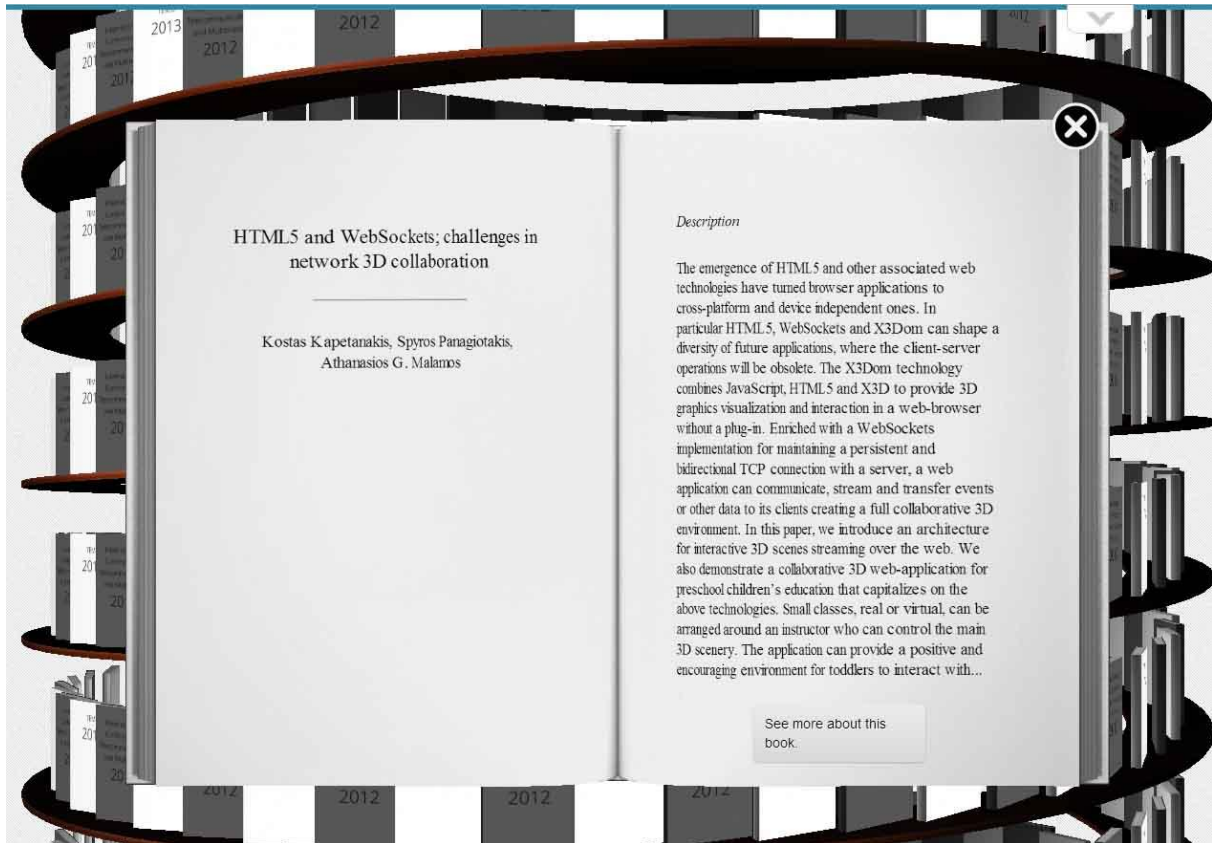 2013
2012
2012
HTML5 and WebSockets; challenges in
network 3D collaboration
Kostas Kapetanakis, Spyros Panagiotakis,
Athanasios G. Malamos
Description
The emergence of HTML5 and other associated web
technologies have turned browser applications to
cross-platform and device independent ones. In
particular HTML5, WebSockets and X3Dom can shape a
diversity of future applications, where the client-server
operations will be obsolete. The X3Dom technology
combines JavaScript, HTML5 and X3D to provide 3D
graphics visualization and interaction in a web-browser
without a plug-in. Enriched with a WebSockets
implementation for maintaining a persistent and
bidirectional TCP connection with a server, a web
application can communicate, stream and transfer events
or other data to its clients creating a full collaborative 3D
environment. In this paper, we introduce an architecture
for interactive 3D scenes streaming over the web. We
also demonstrate a collaborative 3D web-application for
preschool children's education that capitalizes on the
above technologies. Small classes, real or virtual, can be
arranged around an instructor who can control the main
3D scenery. The application can provide a positive and
encouraging environment for toddlers to interact with...
See more about this
book.
2012
2012
2012
2012